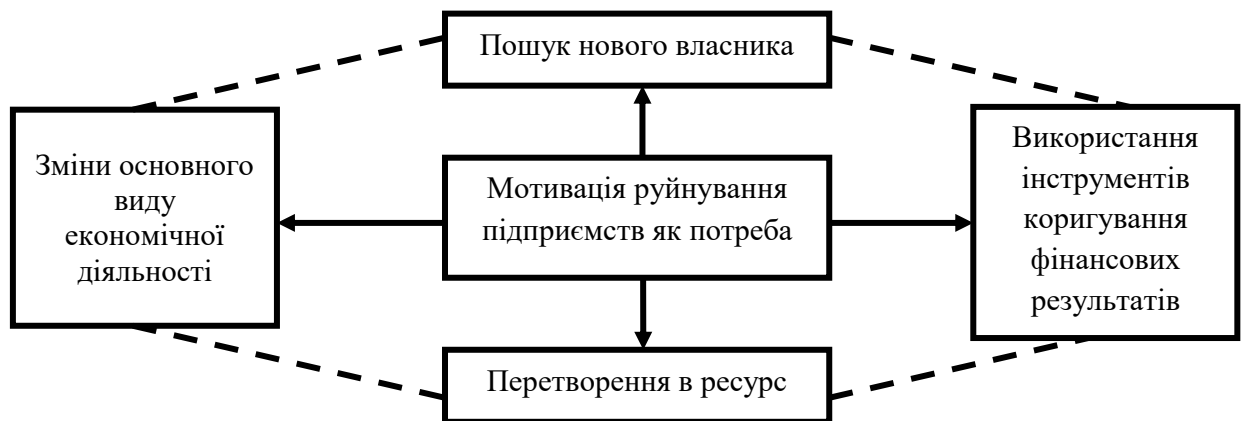 Пошук нового власника
Зміни основного
виду
економічної
діяльності
Мотивація руйнування
підприємств як потреба
Використання
інструментів
коригування
фінансових
результатів
Перетворення в ресурс